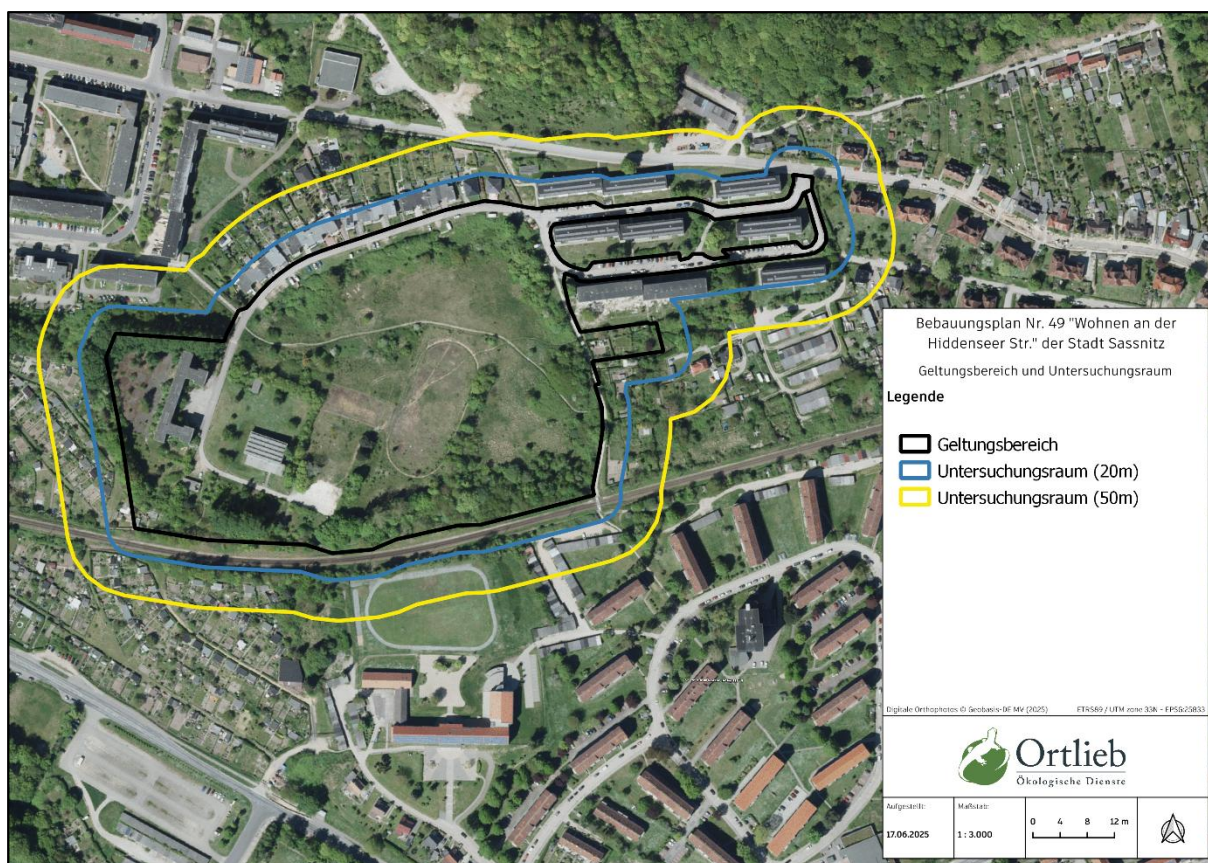 Bebauungsplan Nr. 49 "Wohnen an der
Hiddenseer Str." der Stadt Sassnitz
Geltungsbereich und Untersuchungsraum
Legende
Geltungsbereich
Untersuchungsraum (20m)
Untersuchungsraum (50m)
Digitale Orthophotos © Geobasis-DE MV (2025) ETRS89 / UTM zone 33N - EPSG:25833
Ortlieb
Ökologische Dienste
Aufgestellt: Maßstab:
17.06.2025 1 : 3.000
0 4 8 12 m